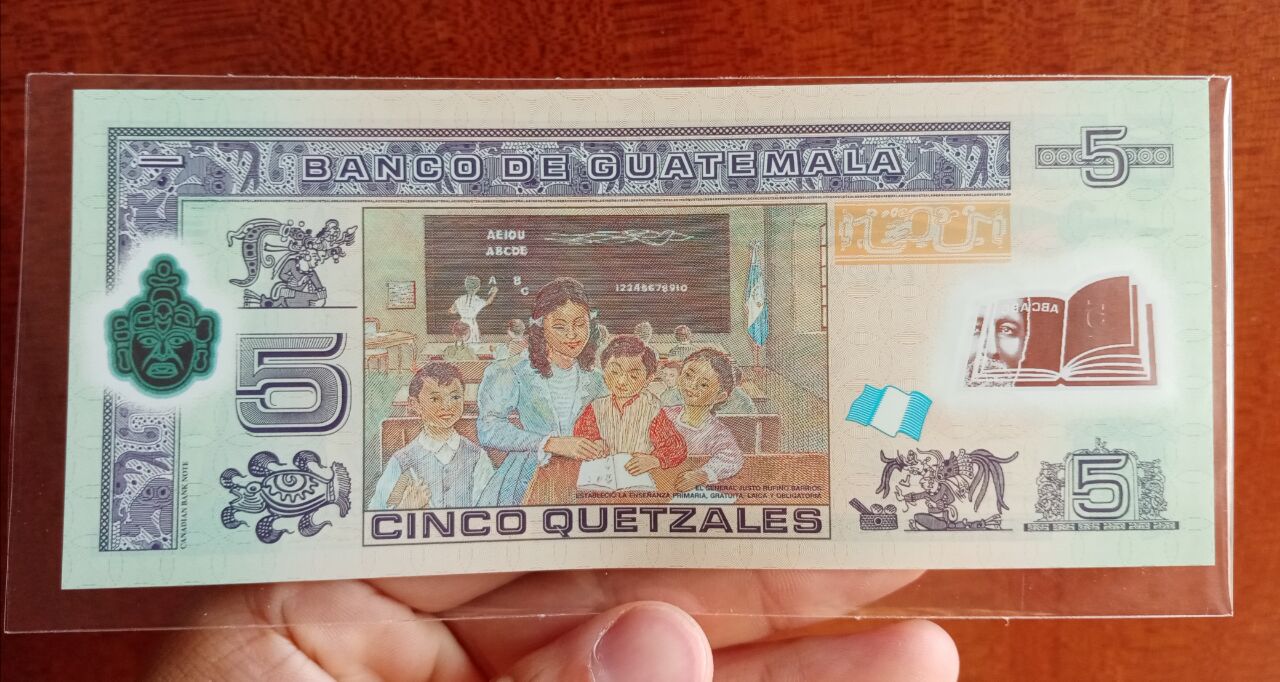 BANCO DE GUATEMALA
5
AEIOU
ABCDE
A B C
12345678910
ABC
5
5
EL GENERAL JUSTO RUFINO BARRIOS
ESTABLECIÓ LA ENSEÑANZA PRIMARIA, GRATUITA, LAICA Y OBLIGATORIA
CINCO QUETZALES
CANADIAN BANK NOTE